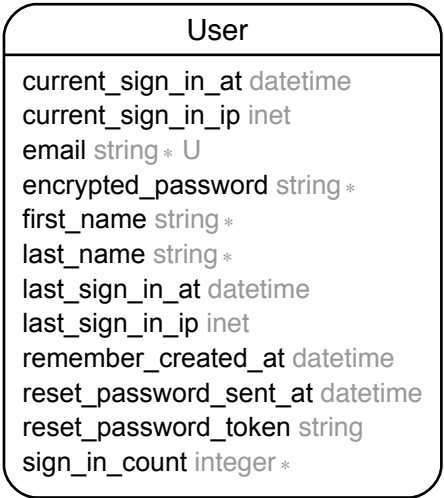 User
current_sign_in_at datetime
current_sign_in_ip inet
email string * U
encrypted_password string *
first_name string *
last_name string *
last_sign_in_at datetime
last_sign_in_ip inet
remember_created_at datetime
reset_password_sent_at datetime
reset_password_token string
sign_in_count integer *